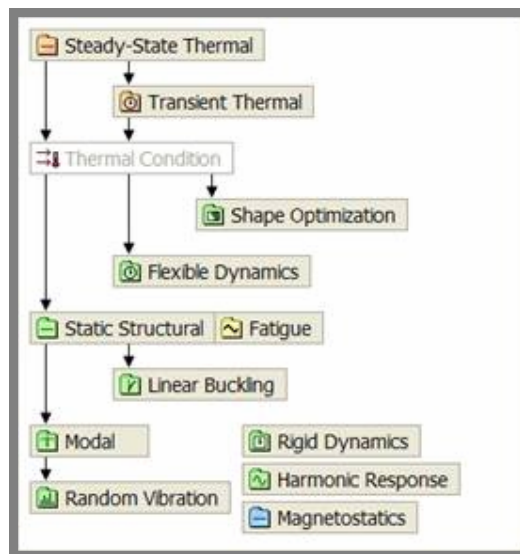 Steady-State Thermal
Transient Thermal
Thermal Condition
Shape Optimization
Flexible Dynamics
Static Structural
Fatigue
Linear Buckling
Modal
Rigid Dynamics
Harmonic Response
Random Vibration
Magnetostatics